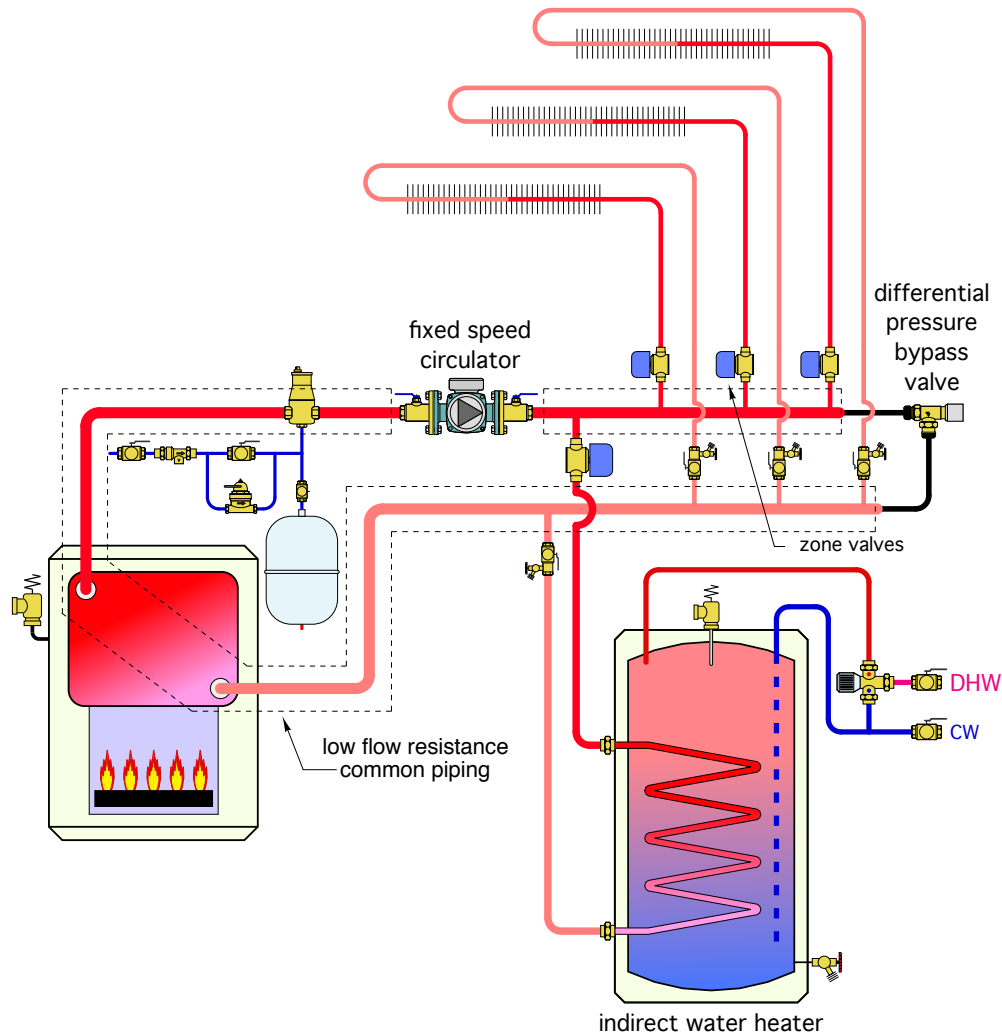 differential
pressure
bypass
valve
fixed speed
circulator
zone valves
DHW
CW
low flow resistance
common piping
indirect water heater